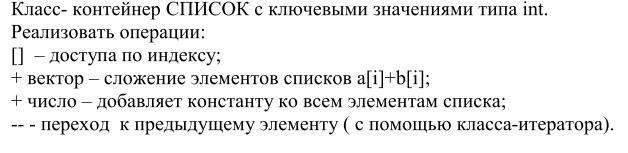 Класс- контейнер СПИСОК с ключевыми значениями типа int.
Реализовать операции:
[]  – доступа по индексу;
+ вектор – сложение элементов списков a[i]+b[i];
+ число – добавляет константу ко всем элементам списка;
-- - переход  к предыдущему элементу ( с помощью класса-итератора).